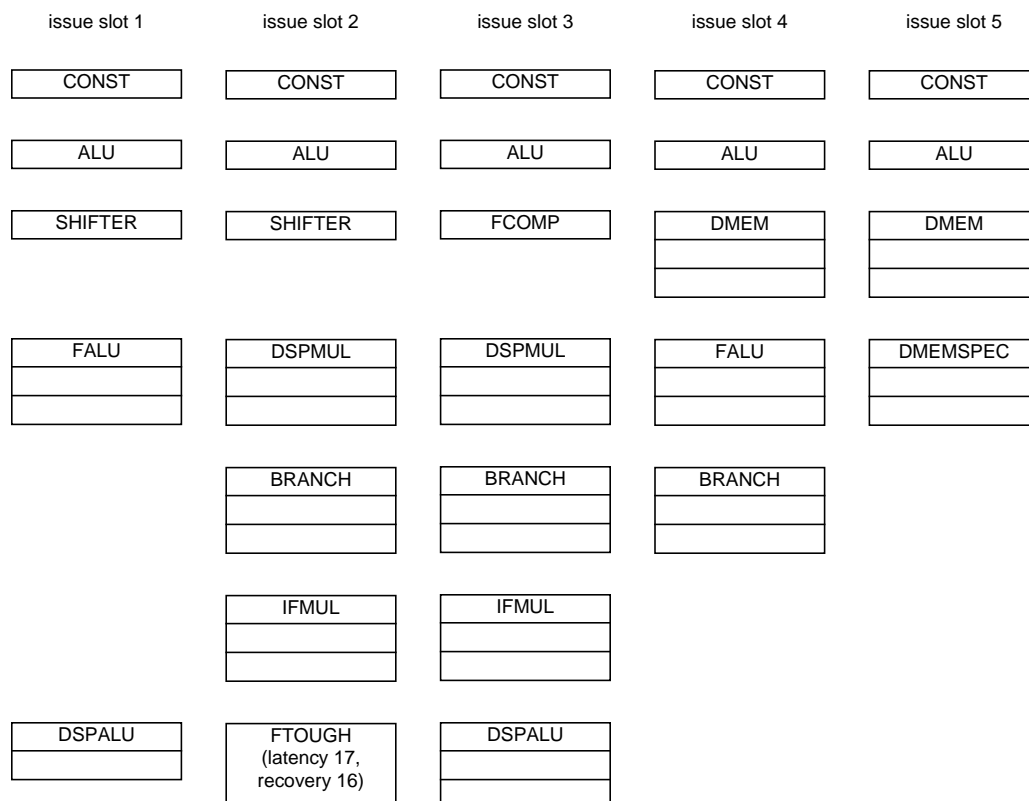 issue slot 1 issue slot 2 issue slot 3 issue slot 4 issue slot 5
CONST CONST CONST CONST CONST
ALU ALU ALU ALU ALU
SHIFTER SHIFTER FCOMP DMEM DMEM
FALU DSPMUL DSPMUL FALU DMEMSPEC
BRANCH BRANCH BRANCH
IFMUL IFMUL
DSPALU FTOUGH DSPALU
(latency 17,
recovery 16)